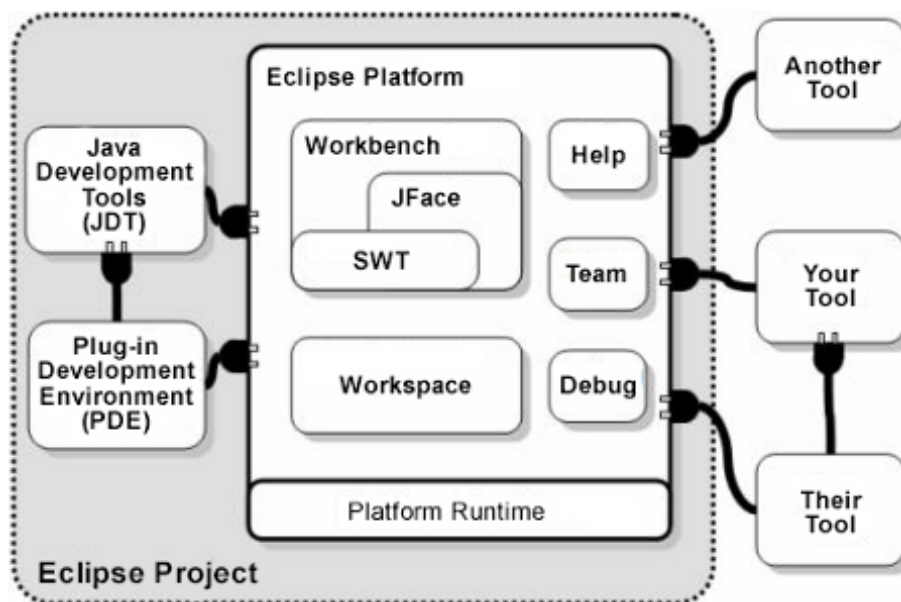 Eclipse Platform
Another
Tool
Java
Development
Tools
(JDT)
Workbench
JFace
SWT
Help
Team
Your
Tool
Plug-in
Development
Environment
(PDE)
Workspace
Debug
Their
Tool
Platform Runtime
Eclipse Project